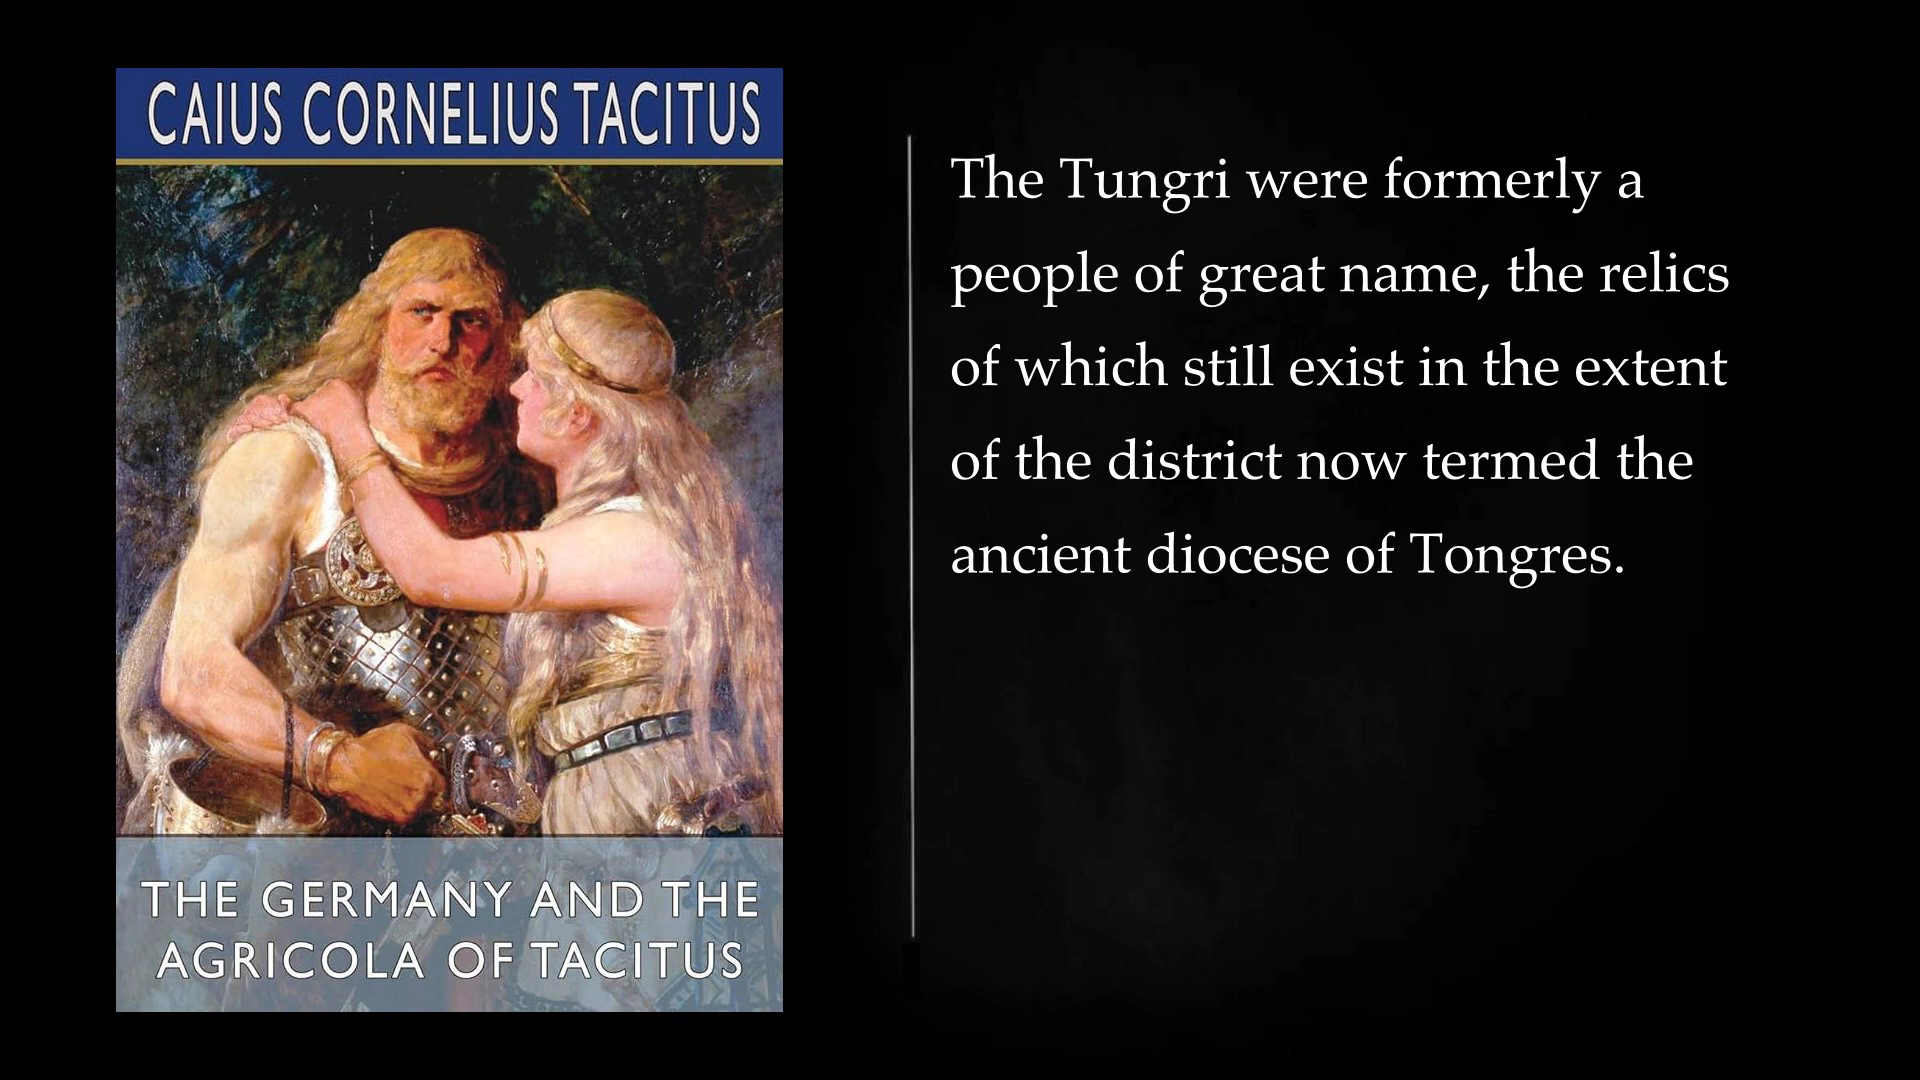 CAIUS CORNELIUS TACITUS
THE GERMANY AND THE
AGRICOLA OF TACITUS
The Tungri were formerly a
people of great name, the relics
of which still exist in the extent
of the district now termed the
ancient diocese of Tongres.